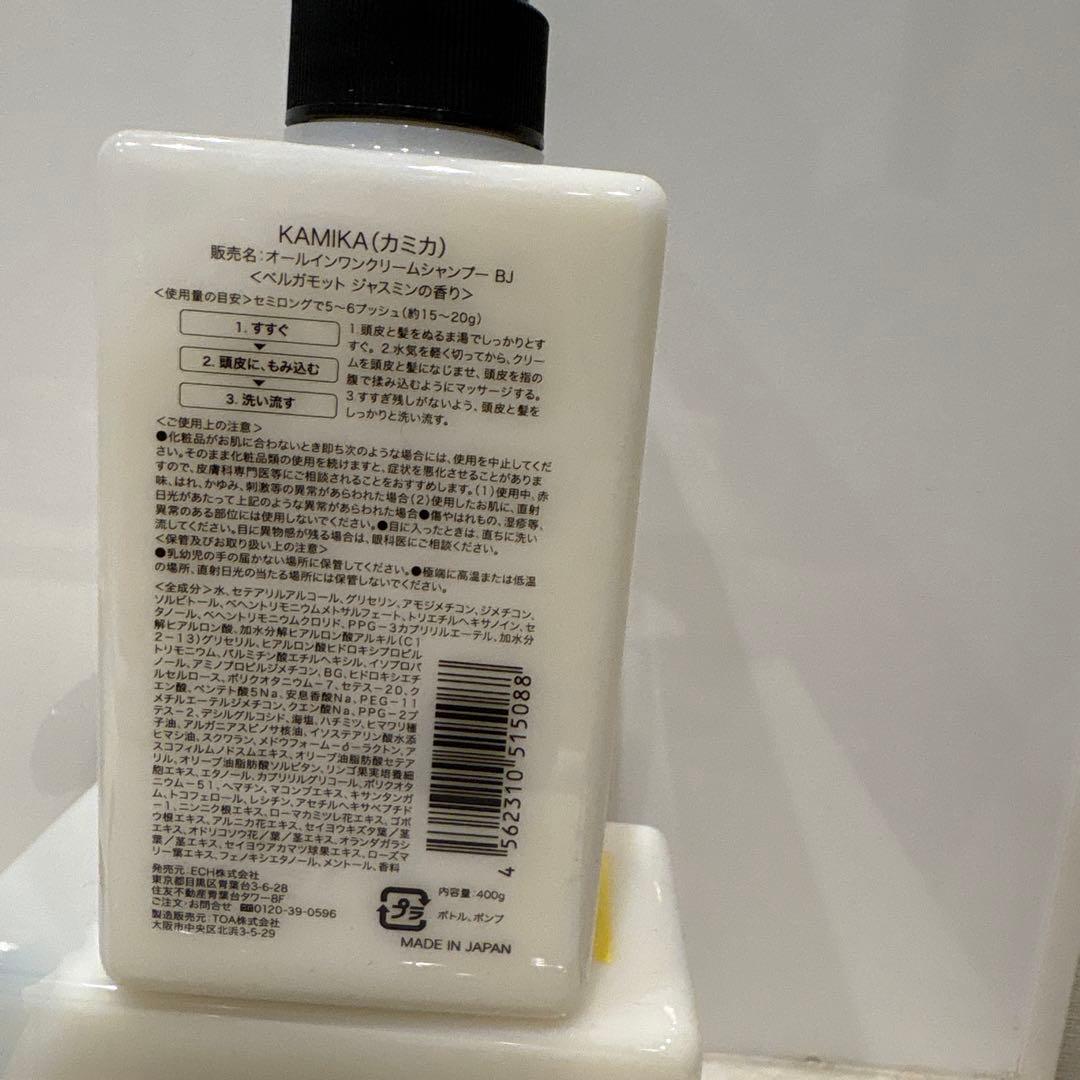 KAMIKA(カミカ)
販売名:オールインワンクリームシャンプー BJ
<ベルガモット ジャスミンの香り>
<使用量の目安>セミロングで5〜6プッシュ(約15〜20g)
1. すすぐ
2. 頭皮に、もみ込む
3. 洗い流す
1.頭皮と髪をぬるま湯でしっかりとす
すぐ。2.水気を軽く切ってから、クリー
ムを頭皮と髪になじませ、頭皮を指の
腹で揉み込むようにマッサージする。
3.すすぎ残しがないよう、頭皮と髪を
しっかりと洗い流す。
<ご使用上の注意>
●化粧品がお肌に合わないとき即ち次のような場合には、使用を中止してくだ
さい。そのまま化粧品類の使用を続けますと、症状を悪化させることがありま
すので、皮膚科専門医等にご相談されることをおすすめします。(1)使用中、赤
味、はれ、かゆみ、刺激等の異常があらわれた場合(2)使用したお肌に、直射
日光があたって上記のような異常があらわれた場合●傷やはれもの、湿疹等、
異常のある部位には使用しないでください。●目に入ったときは、直ちに洗い
流してください。目に異物感が残る場合は、眼科医にご相談ください。
<保管及びお取り扱い上の注意>
●乳幼児の手の届かない場所に保管してください。●極端に高温または低温
の場所、直射日光の当たる場所には保管しないでください。
<全成分>水、セテアリルアルコール、グリセリン、アモジメチコン、ジメチコン、
ソルビトール、ベヘントリモニウムメトサルフェート、トリエチルヘキサノイン、セ
タノール、ベヘントリモニウムクロリド、PPG-3カプリリルエーテル、加水分
解ヒアルロン酸、加水分解ヒアルロン酸アルキル(C1
2-13)グリセリル、ヒアルロン酸ヒドロキシプロピル
トリモニウム、パルミチン酸エチルヘキシル、イソプロパ
ノール、アミノプロピルジメチコン、BG、ヒドロキシエチ
ルセルロース、ポリクオタニウム-7、セテス-20、ク
エン酸、ペンテト酸5Na、安息香酸Na、PEG-11
メチルエーテルジメチコン、クエン酸Na、PPG-2ブ
テス-2、デシルグルコシド、海塩、ハチミツ、ヒマワリ種
子油、アルガニアスピノサ核油、イソステアリン酸水添
ヒマシ油、スクワラン、メドウフォーム-δ-ラクトン、ア
スコフィルムノドスムエキス、オリーブ油脂肪酸セテア
リル、オリーブ油脂肪酸ソルビタン、リンゴ果実培養細
胞エキス、エタノール、カプリリルグリコール、ポリクオタ
ニウム-51、ヘマチン、マコンブエキス、キサンタンガ
ム、トコフェロール、レシチン、アセチルヘキサペプチド
-1、ニンニク根エキス、ローマカミツレ花エキス、ゴボ
ウ根エキス、アルニカ花エキス、セイヨウキズタ葉/茎
エキス、オドリコソウ花/葉/茎エキス、オランダガラシ
葉/茎エキス、セイヨウアカマツ球果エキス、ローズマ
リー葉エキス、フェノキシエタノール、メントール、香料
発売元:ECH株式会社
東京都目黒区青葉台3-6-28
住友不動産青葉台タワー8F
ご注文・お問合せ 0120-39-0596
製造販売元:TOA株式会社
大阪市中央区北浜3-5-29
4 562310 515088
プラ
内容量:400g
ボトル、ポンプ
MADE IN JAPAN